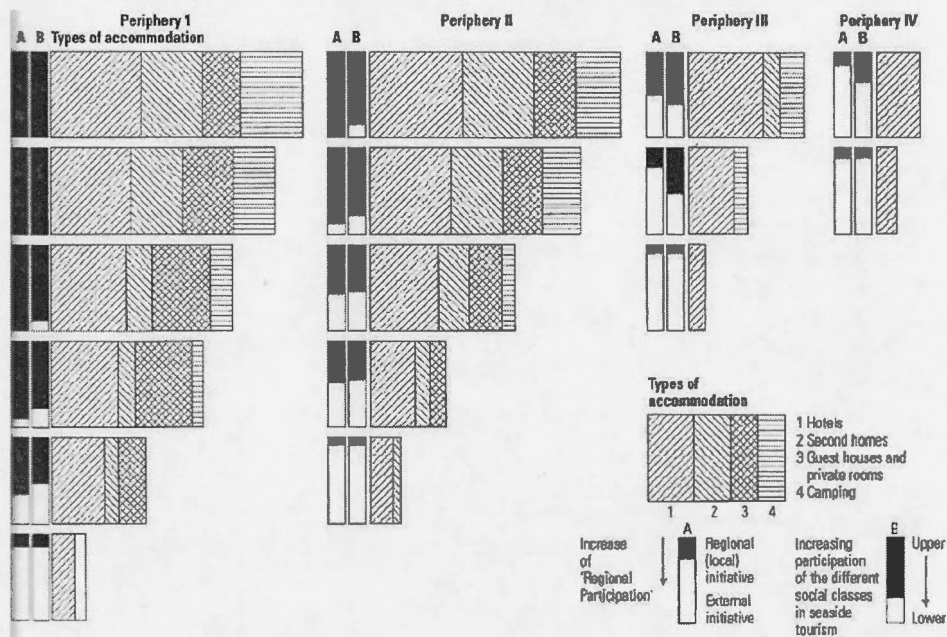 Periphery 1
A B Types of accommodation
Periphery II
A B
Periphery III
A B
Periphery IV
A B
Types of
accommodation
1 Hotels
2 Second homes
3 Guest houses and
private rooms
4 Camping
1 2 3 4
Increase
of
'Regional
Participation'
A
Regional
(local)
initiative
External
initiative
Increasing
participation
of the different
social classes
in seaside
tourism
B
Upper
Lower